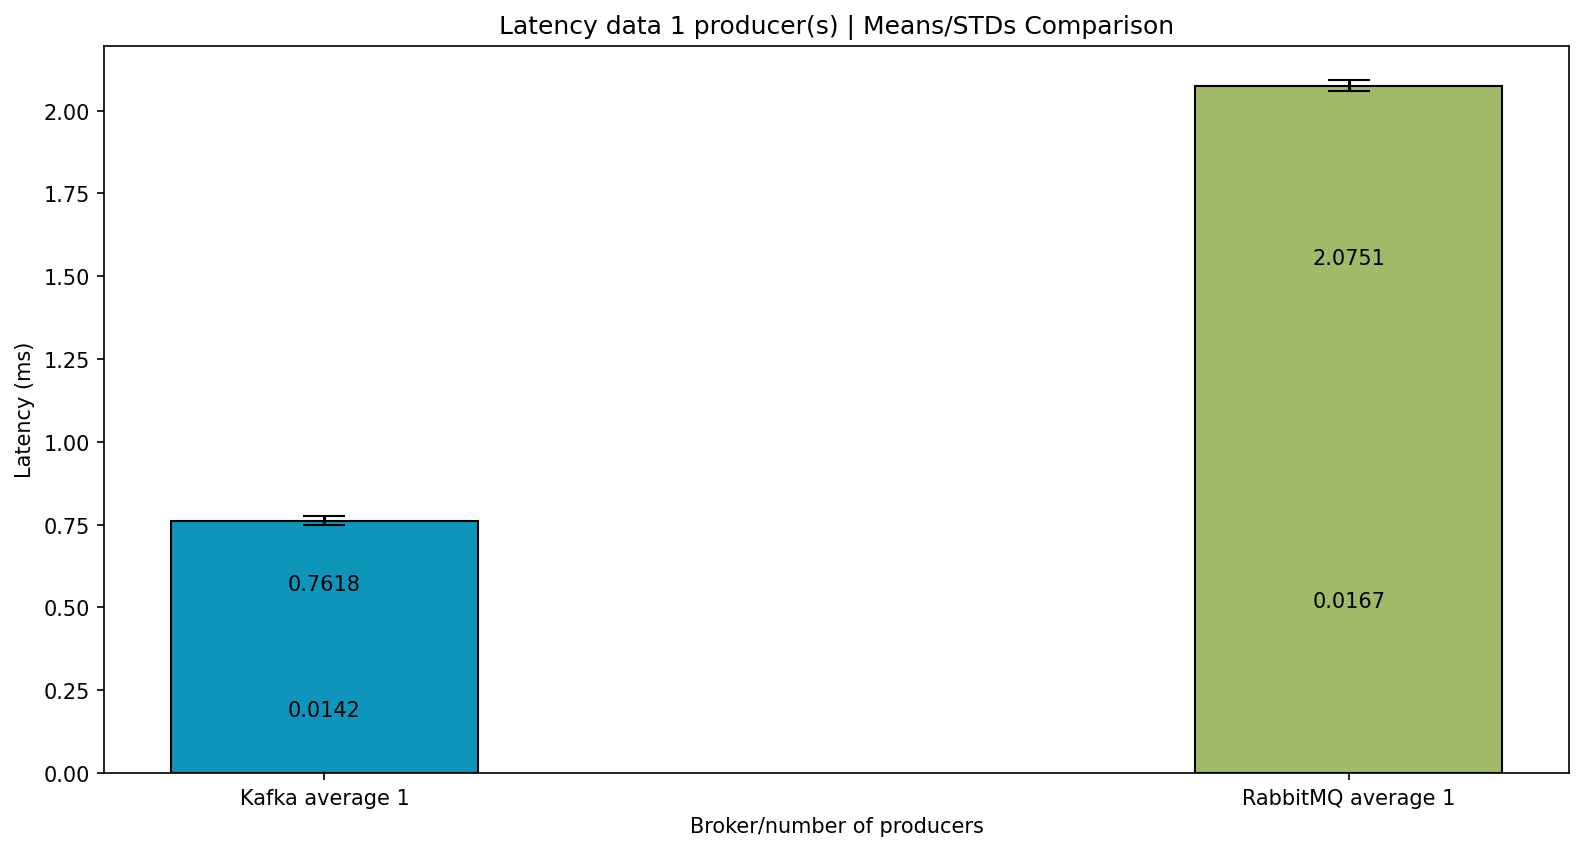 Latency data 1 producer(s) | Means/STDs Comparison
Latency (ms)
2.00
1.75
1.50
1.25
1.00
0.75
0.50
0.25
0.00
0.7618
0.0142
2.0751
0.0167
Kafka average 1
RabbitMQ average 1
Broker/number of producers